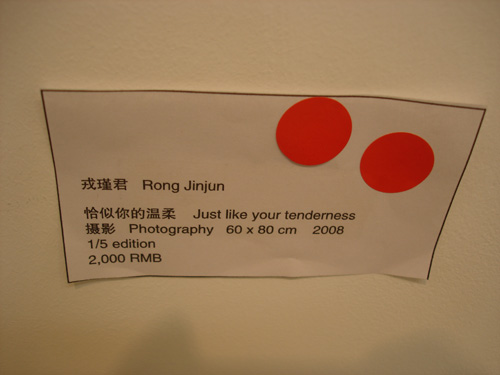 戎瑾君 Rong Jinjun
恰似你的温柔 Just like your tenderness
攝影 Photography 60 x 80 cm 2008
1/5 edition
2,000 RMB